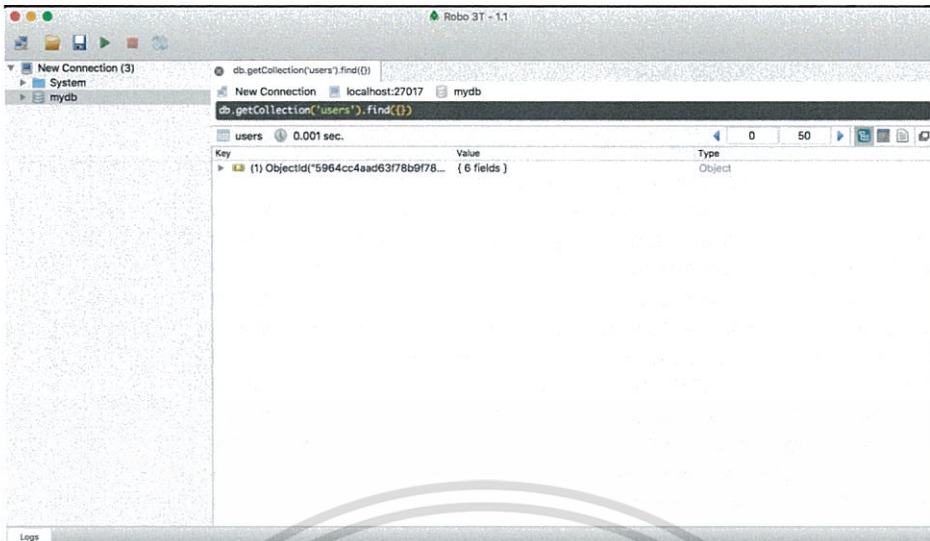 Robo 3T - 1.1
New Connection (3)
System
mydb
db.getCollection('users').find({})
New Connection localhost:27017 mydb
db.getCollection('users').find({})
users 0.001 sec. 0 50
Key Value Type
(1) ObjectId("5964cc4aad63f78b9f78... { 6 fields } Object
Logs